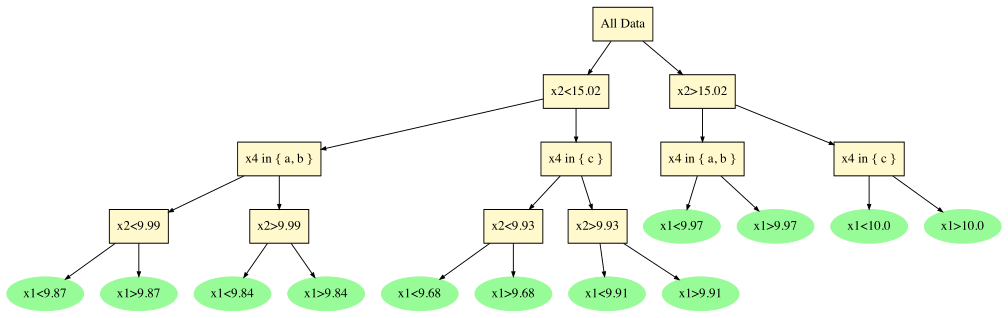 All Data
x2<15.02
x2>15.02
x4 in { a, b }
x4 in { c }
x4 in { a, b }
x4 in { c }
x2<9.99
x2>9.99
x2<9.93
x2>9.93
x1<9.97
x1>9.97
x1<10.0
x1>10.0
x1<9.87
x1>9.87
x1<9.84
x1>9.84
x1<9.68
x1>9.68
x1<9.91
x1>9.91